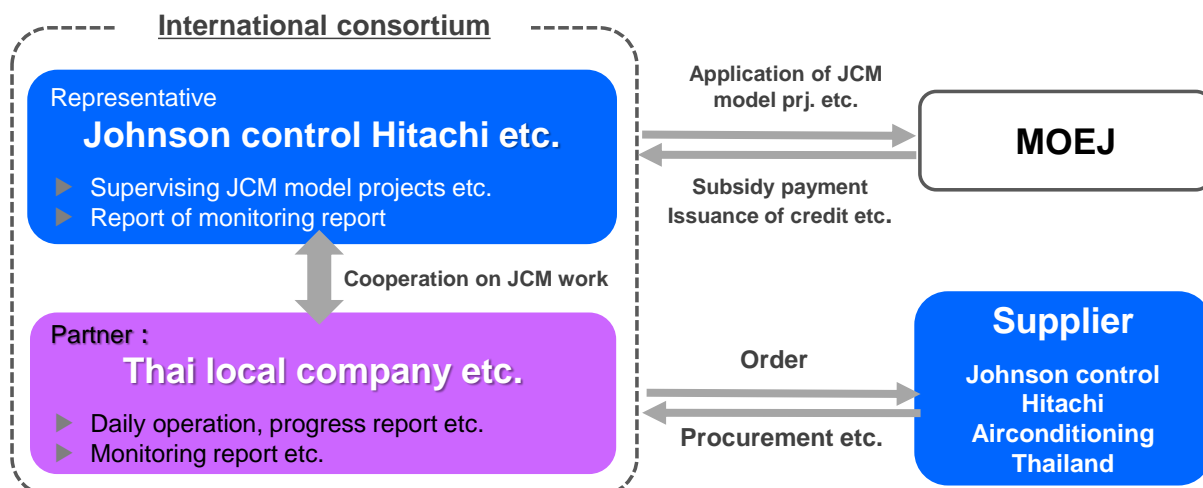 International consortium
Representative
Johnson control Hitachi etc.
Supervising JCM model projects etc.
Report of monitoring report
Cooperation on JCM work
Partner :
Thai local company etc.
Daily operation, progress report etc.
Monitoring report etc.
Application of JCM
model prj. etc.
Subsidy payment
Issuance of credit etc.
MOEJ
Order
Procurement etc.
Supplier
Johnson control
Hitachi
Airconditioning
Thailand